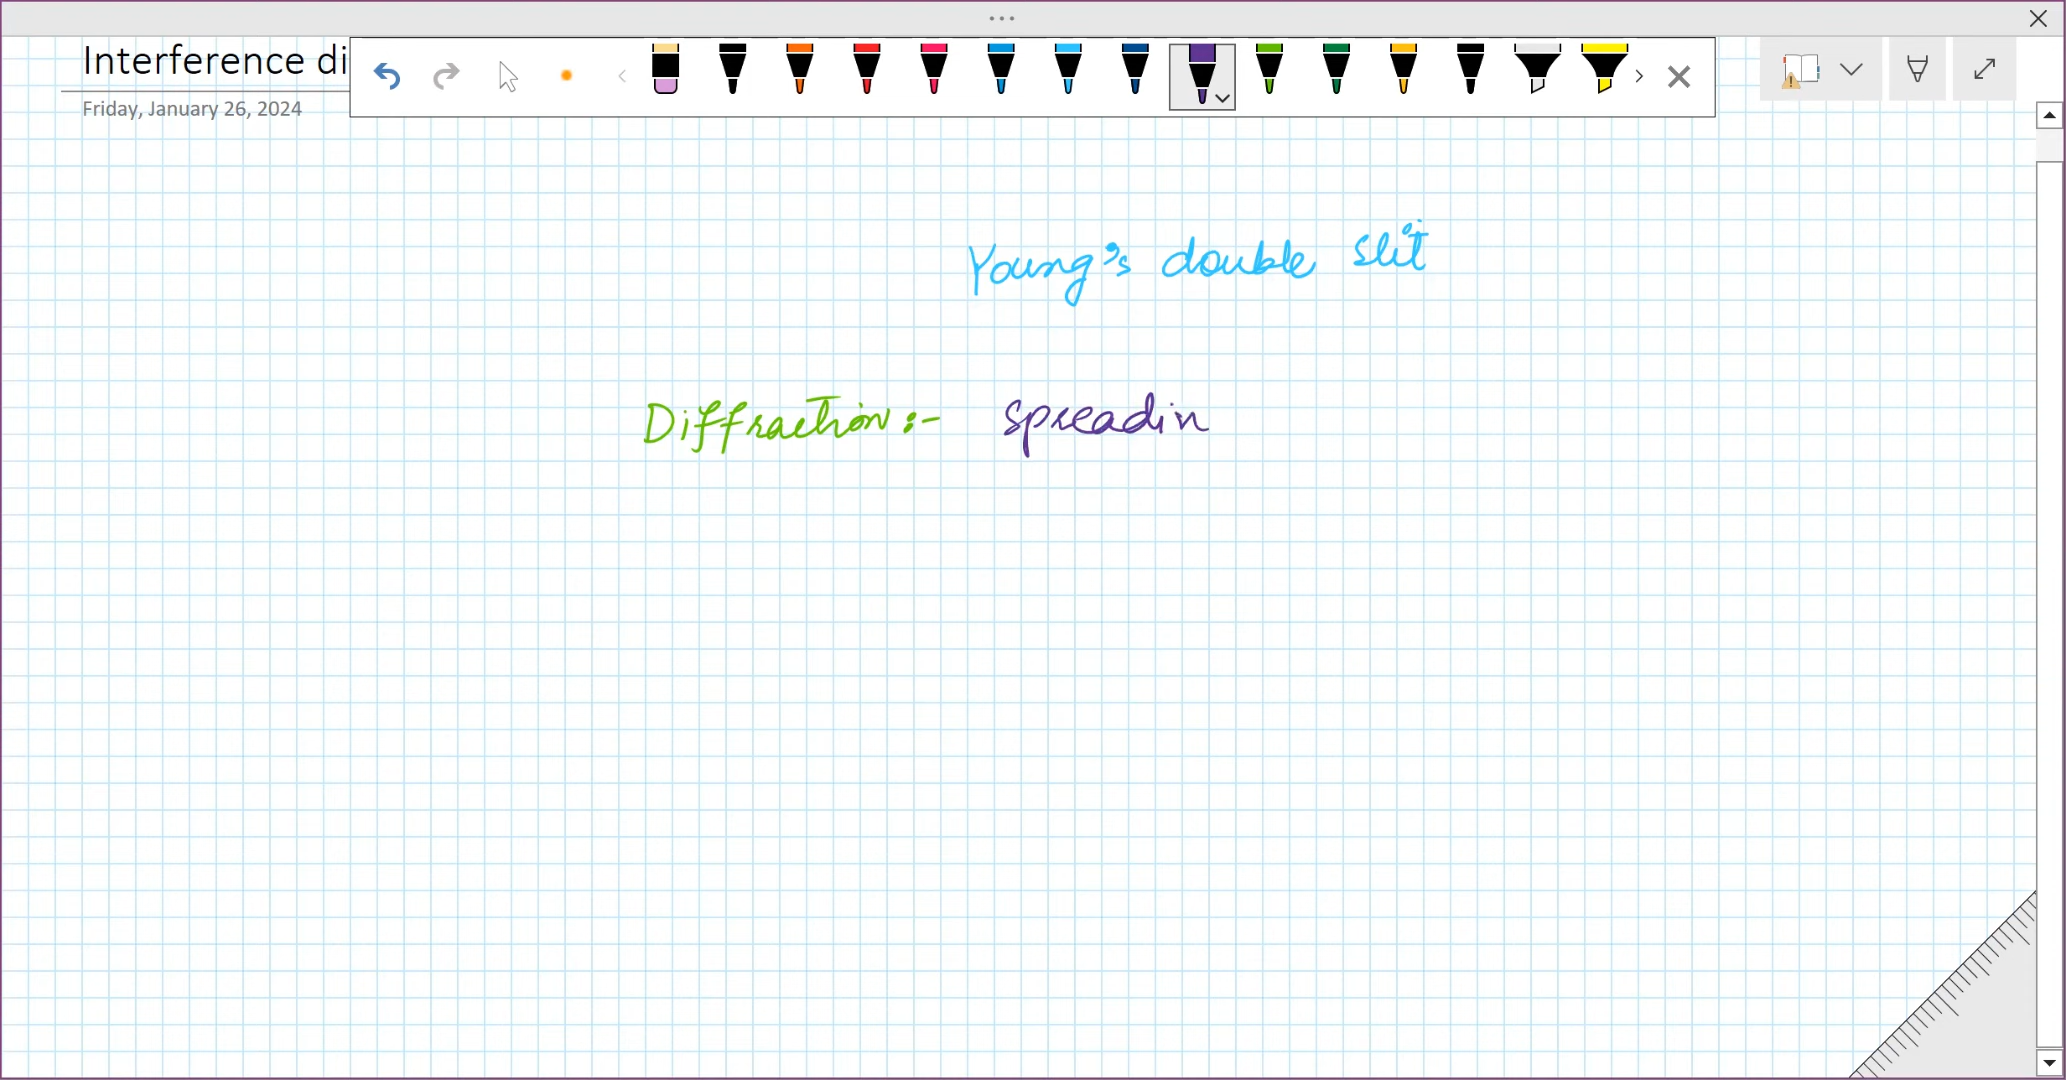 Interference di
Friday, January 26, 2024
Young's double slit
Diffraction :- spreadin